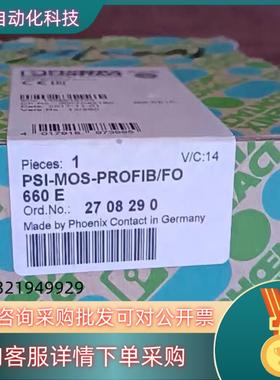 自动化科技
Pieces: 1
V/C:14
PSI-MOS-PROFIB/FO
660 E
Ord.No.: 27 08 29 0
Made by Phoenix Contact in Germany
321949929
咨询采购批发可对公开票
客服详情下单采购